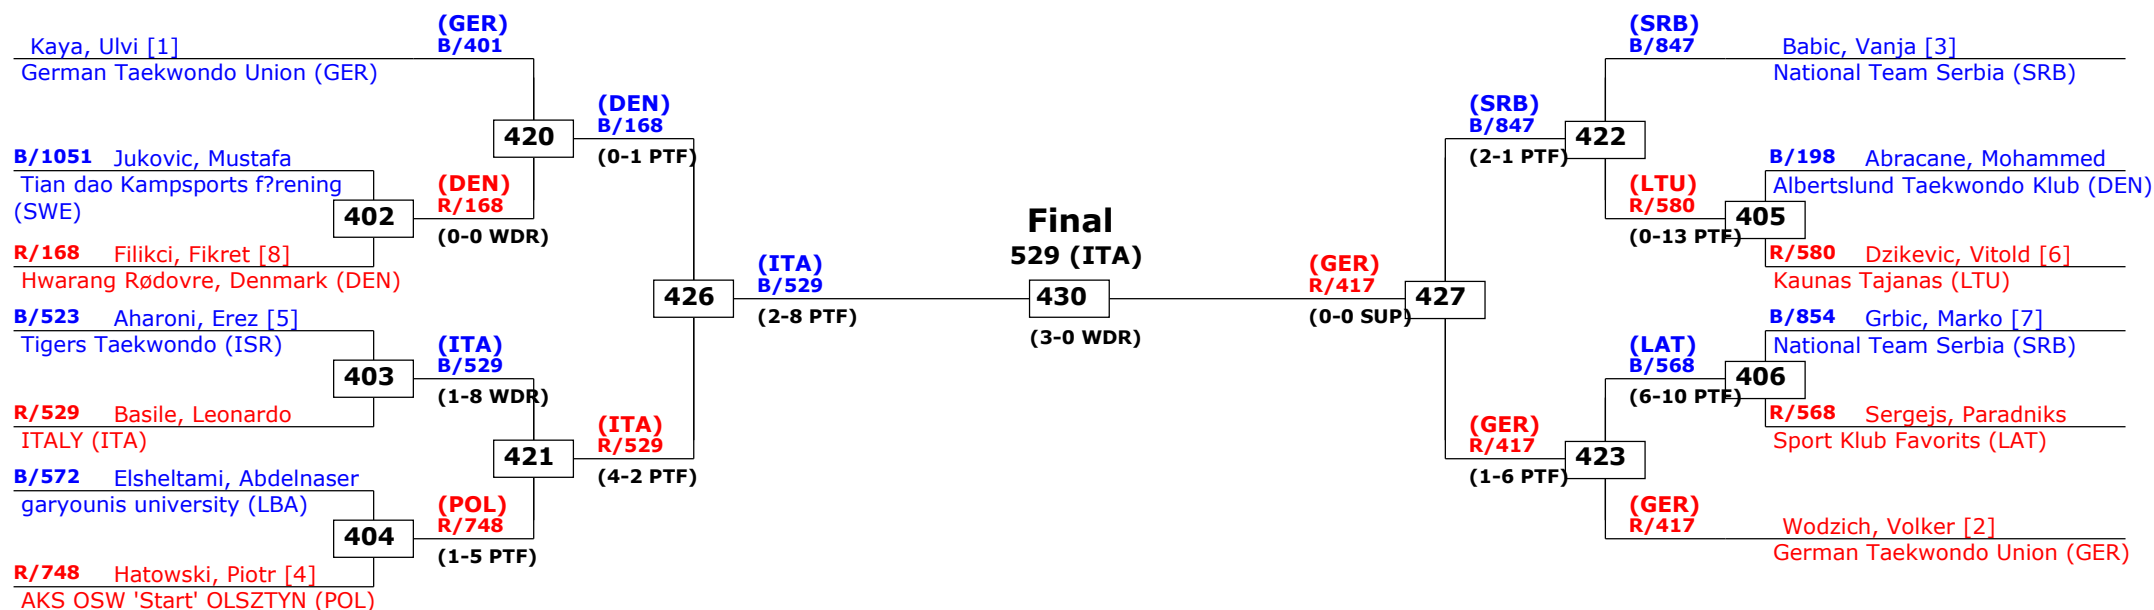 (GER)
Kaya, Ulvi [1]
B/401
German Taekwondo Union (GER)
(DEN)
B/168
420
(0-1 PTF)
B/1051 Jukovic, Mustafa
Tian dao Kampsports f?rening
(SWE)
(DEN)
R/168
402
(0-0 WDR)
R/168 Filikci, Fikret [8]
Hwarang Rødovre, Denmark (DEN)
(ITA)
B/529
426
(2-8 PTF)
B/523 Aharoni, Erez [5]
Tigers Taekwondo (ISR)
(ITA)
B/529
403
(1-8 WDR)
R/529 Basile, Leonardo
ITALY (ITA)
(ITA)
R/529
421
(4-2 PTF)
B/572 Elsheltami, Abdelnaser
garyounis university (LBA)
(POL)
R/748
404
(1-5 PTF)
R/748 Hatowski, Piotr [4]
AKS OSW 'Start' OLSZTYN (POL)
Final
529 (ITA)
430
(3-0 WDR)
(SRB)
B/847
Babic, Vanja [3]
National Team Serbia (SRB)
(SRB)
B/847
422
(2-1 PTF)
B/198 Abracane, Mohammed
Albertslund Taekwondo Klub (DEN)
(LTU)
R/580
405
(0-13 PTF)
R/580 Dzikevic, Vitold [6]
Kaunas Tajanas (LTU)
(GER)
R/417
427
(0-0 SUP)
B/854 Grbic, Marko [7]
National Team Serbia (SRB)
(LAT)
B/568
406
(6-10 PTF)
R/568 Sergejs, Paradniks
Sport Klub Favorits (LAT)
(GER)
R/417
423
(1-6 PTF)
(GER)
R/417
Wodzich, Volker [2]
German Taekwondo Union (GER)